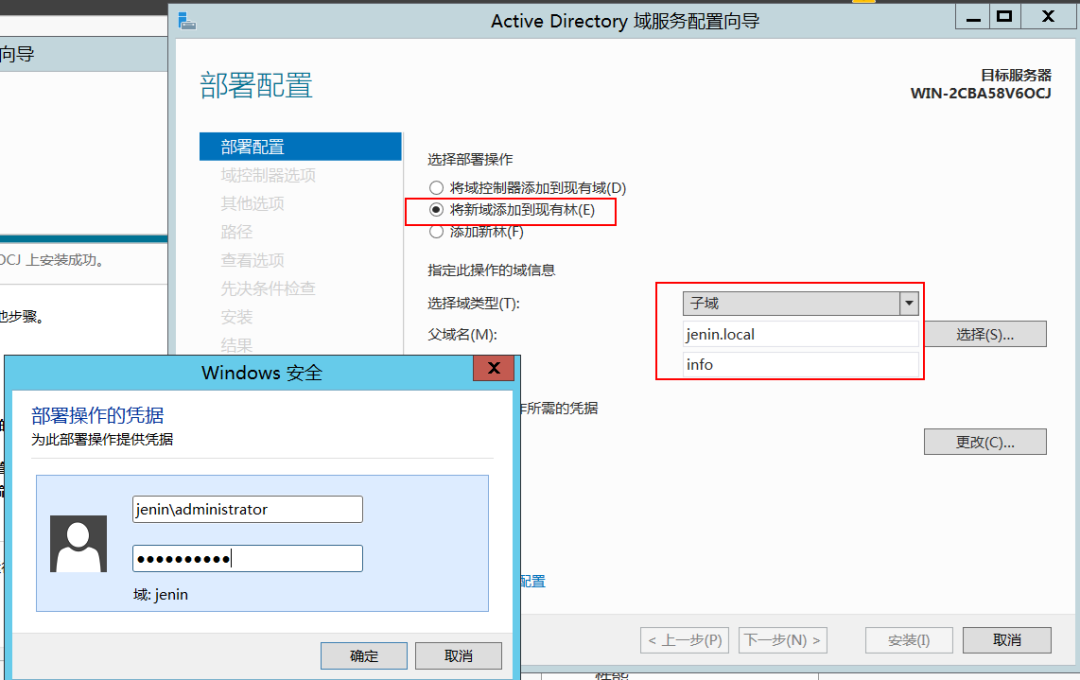 Active Directory 域服务配置向导
向导
部署配置
目标服务器
WIN-2CBA58V6OCJ
部署配置
域控制器选项
其他选项
路径
查看选项
先决条件检查
安装
结果
选择部署操作
将域控制器添加到现有域(D)
将新域添加到现有林(E)
添加新林(F)
指定此操作的域信息
选择域类型(T):
子域
父域名(M):
jenin.local
选择(S)...
info
作所需的凭据
更改(C)...
配置
< 上一步(P)
下一步(N) >
安装(I)
取消
OCJ 上安装成功。
他步骤。
Windows 安全
X
部署操作的凭据
为此部署操作提供凭据
jenin\administrator
域: jenin
确定
取消
性能